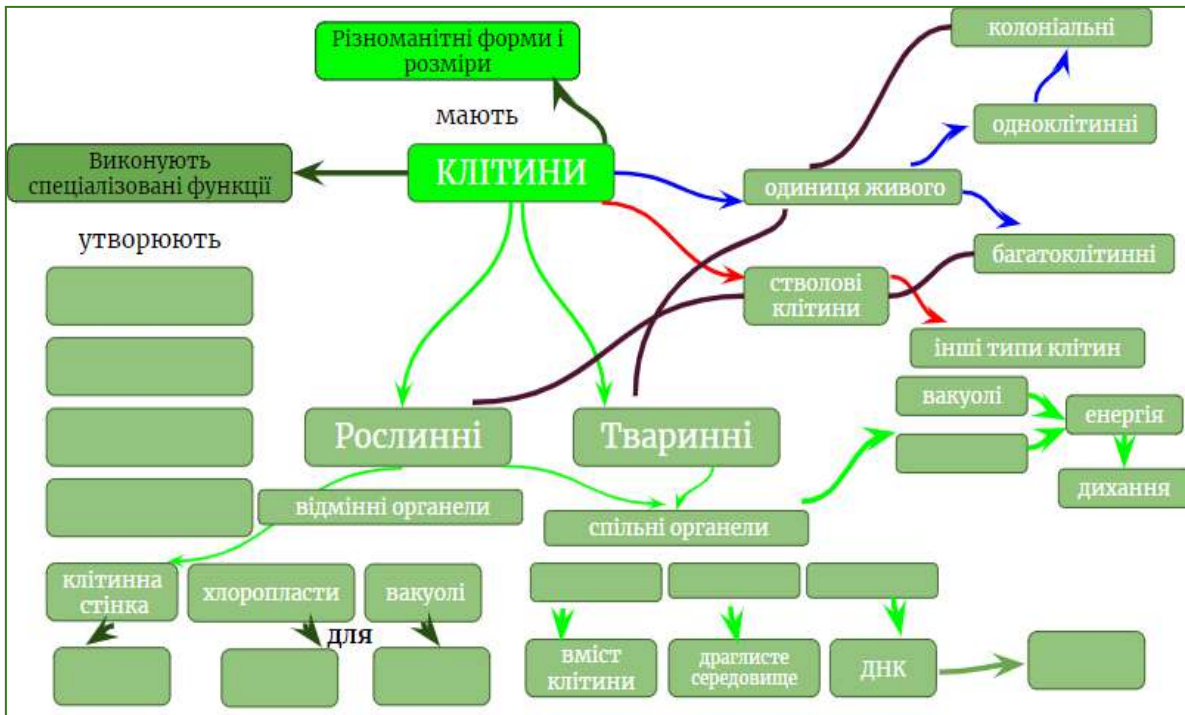 Різноманітні форми і
розміри
колоніальні
мають
одноклітинні
Виконують
спеціалізовані функції
КЛІТИНИ
одиниця живого
утворюють
багатоклітинні
стволові
клітини
інші типи клітин
вакуолі
енергія
Рослинні
Тваринні
дихання
відмінні органели
спільні органели
клітинна
стінка
хлоропласти
вакуолі
для
вміст
клітини
драглисте
середовище
ДНК